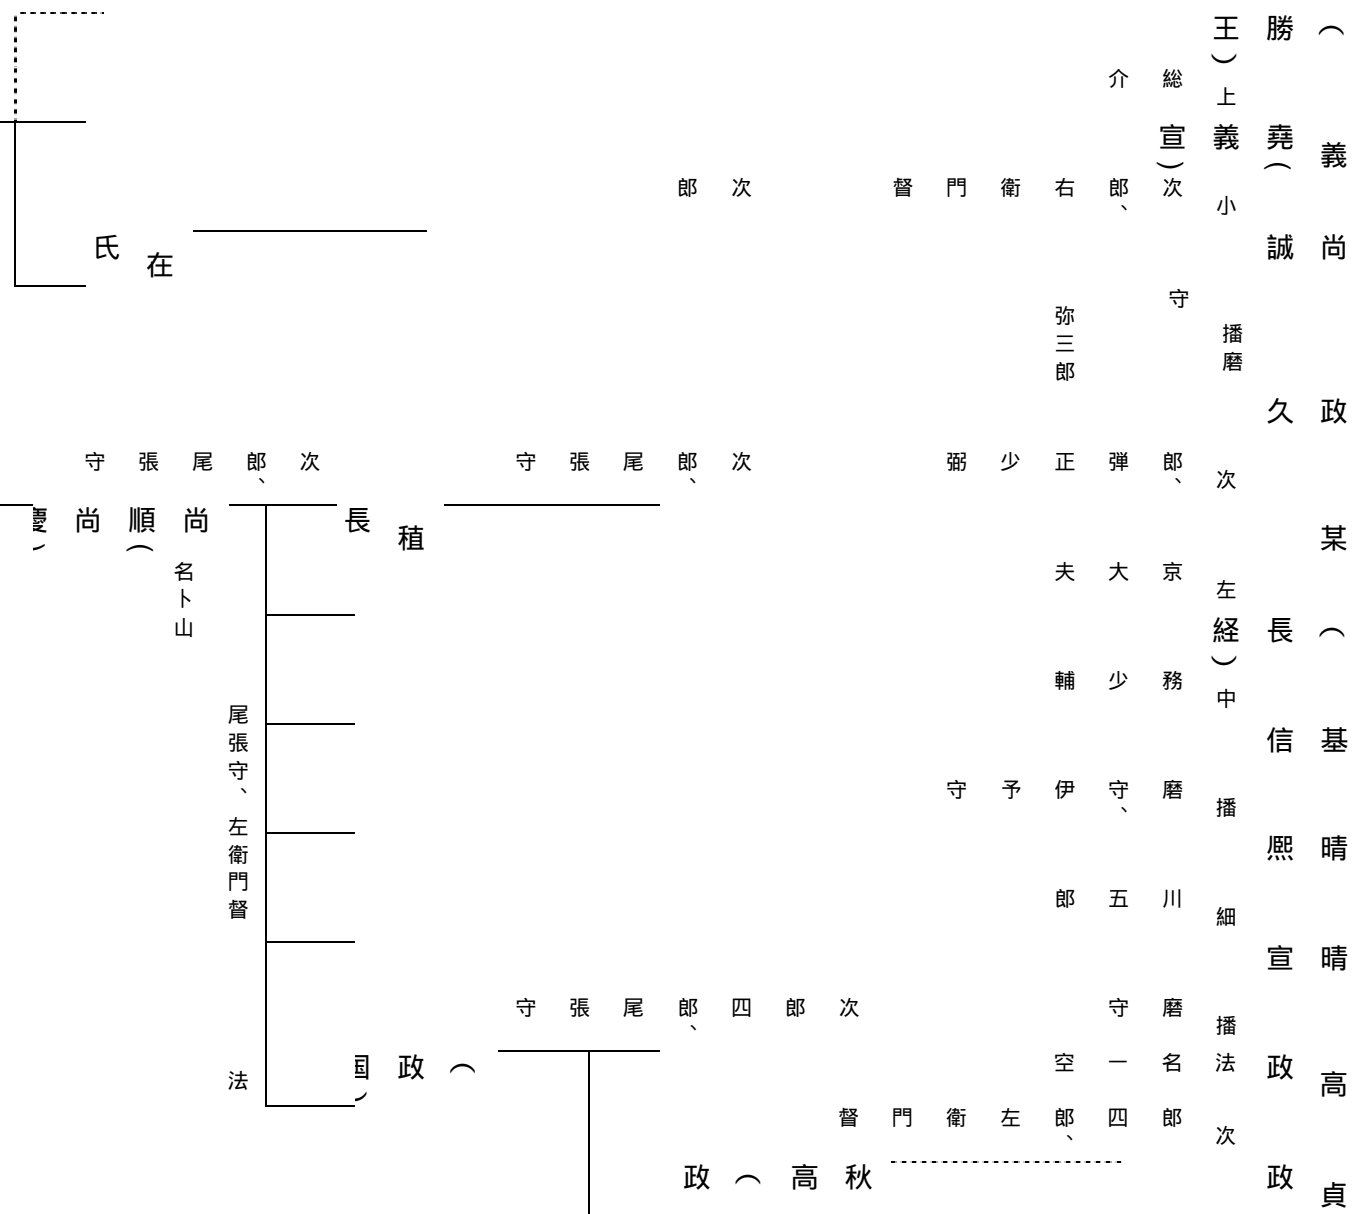 （勝王）
上総介
義堯（義宣）
小次郎、右衛門督
尚誠
播磨守
弥三郎
政久
次郎、弾正少弼
某
左京大夫
（長経）
中務少輔
基信
播磨守、伊予守
晴熈
細川五郎
晴宣
播磨守
高政
法名一空
次郎四郎、左衛門督
貞政
次郎
在氏
次郎、尾張守
稙長
次郎四郎、尾張守
秋高（政
（政国）
次郎、尾張守
尚順（尚慶）
尾張守、左衛門督
法
名卜山